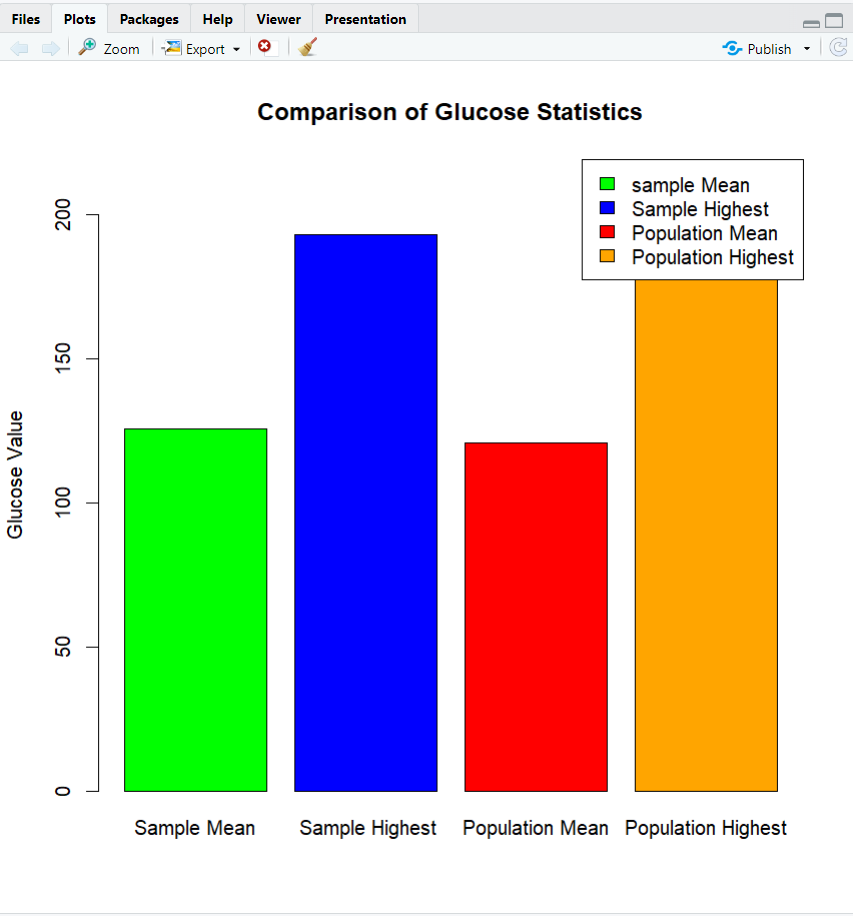 Files Plots Packages Help Viewer Presentation
Zoom Export Publish
Comparison of Glucose Statistics
sample Mean
Sample Highest
Population Mean
Population Highest
200
150
100
50
0
Glucose Value
Sample Mean Sample Highest Population Mean Population Highest